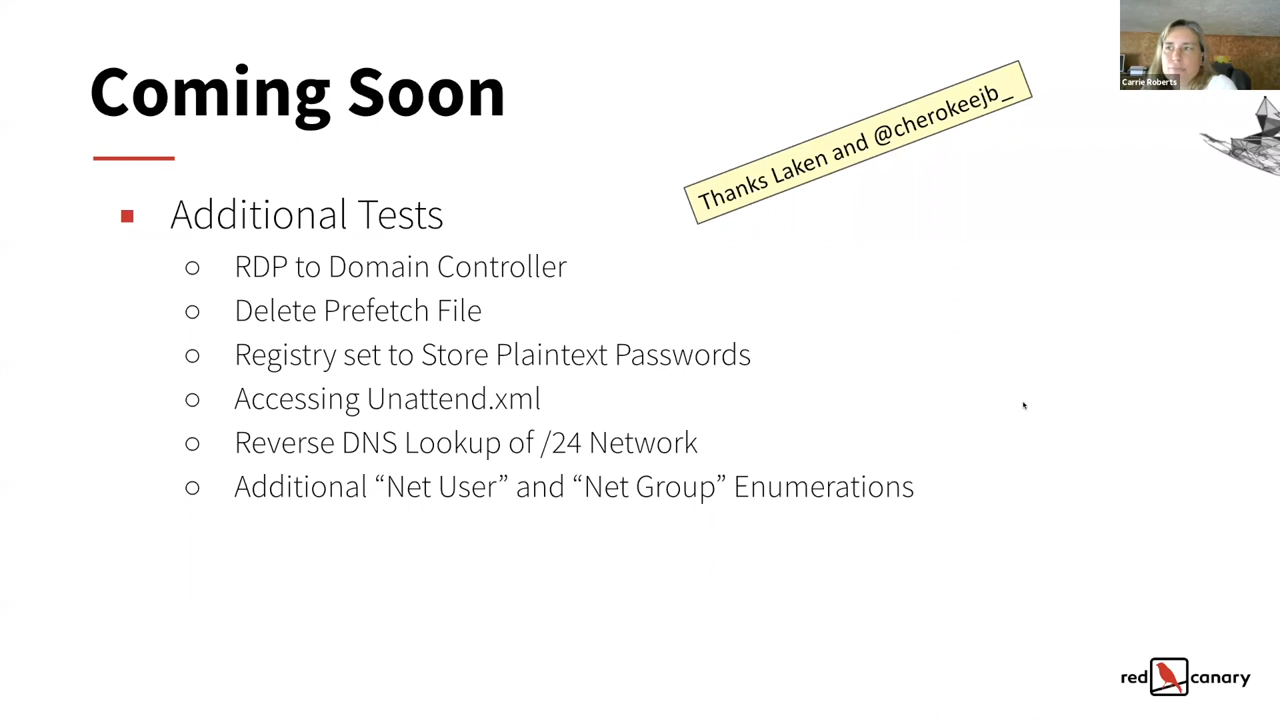 Coming Soon
Thanks Laken and @cherokeejb_
Carrie Roberts
Additional Tests
RDP to Domain Controller
Delete Prefetch File
Registry set to Store Plaintext Passwords
Accessing Unattend.xml
Reverse DNS Lookup of /24 Network
Additional “Net User” and “Net Group” Enumerations
red canary